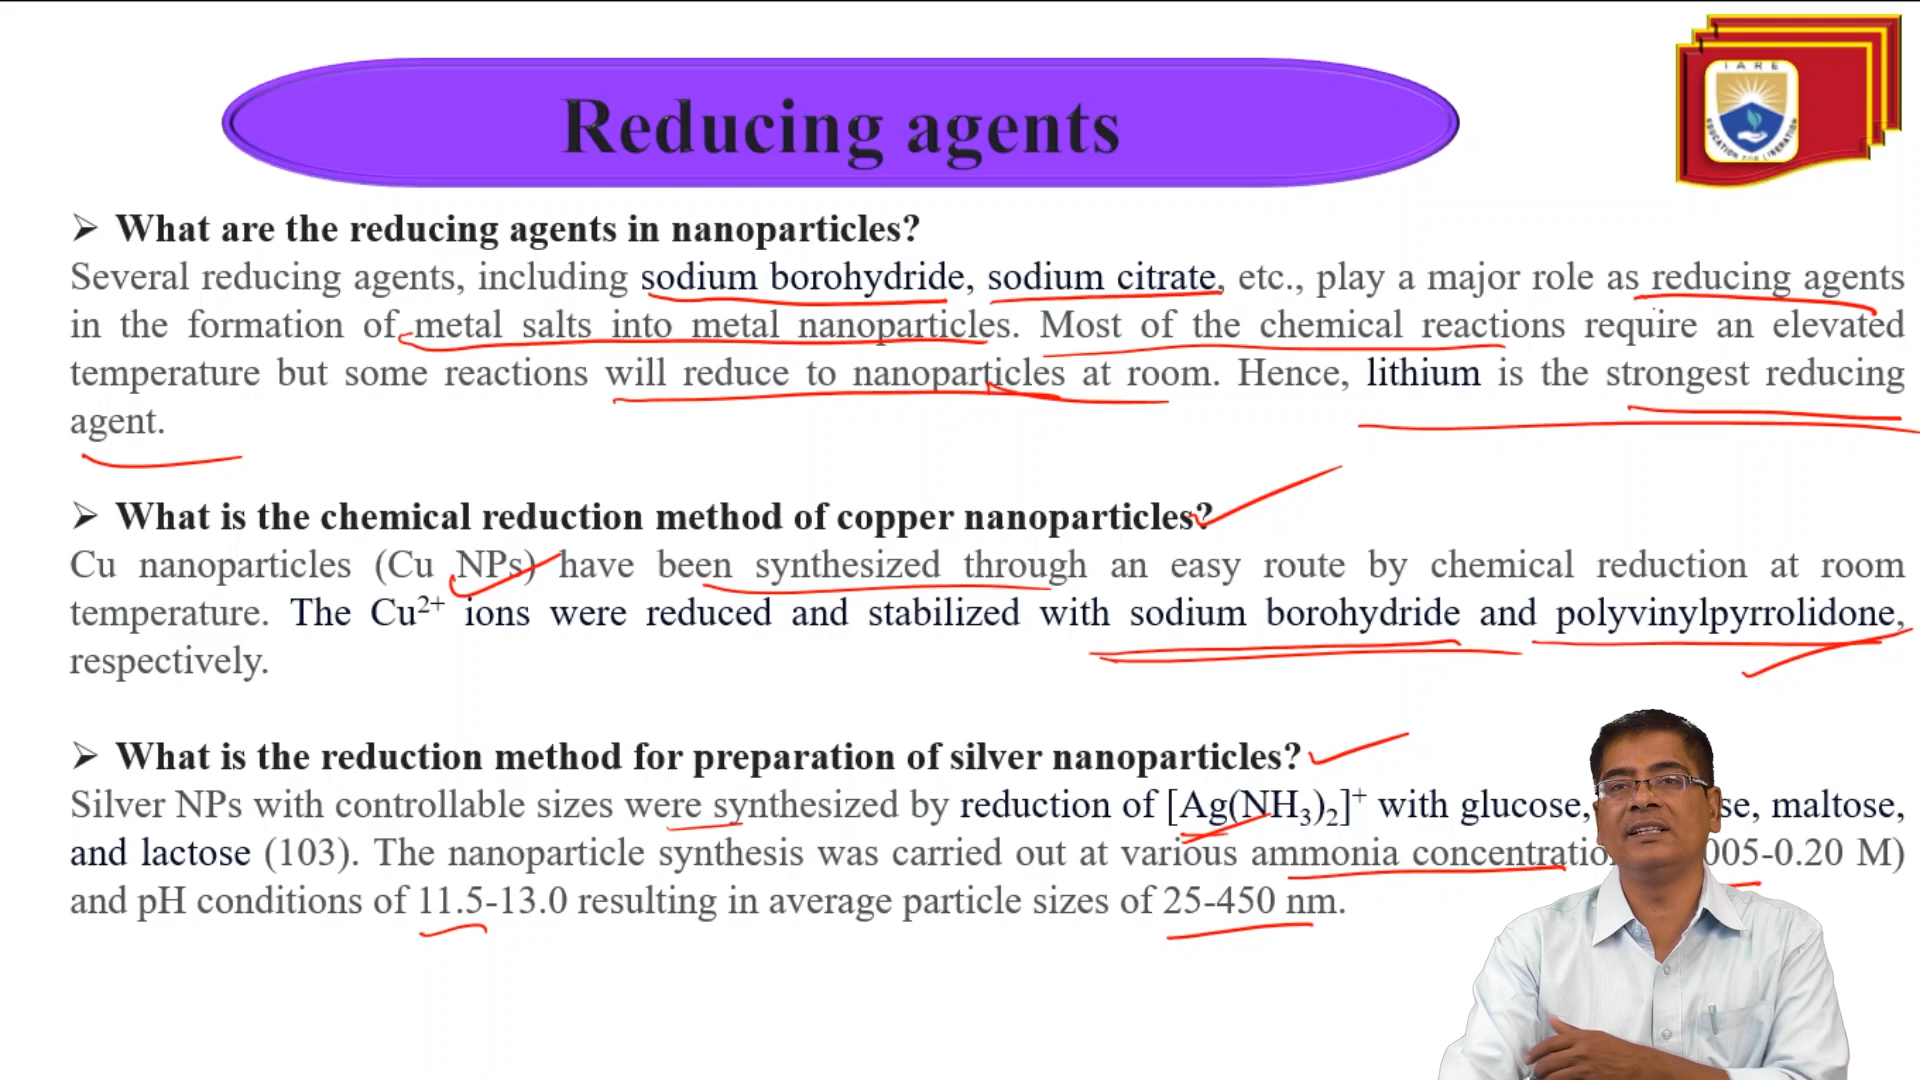 IARE
EDUCATION FOR LIBERATION
Reducing agents
➢ What are the reducing agents in nanoparticles?
Several reducing agents, including sodium borohydride, sodium citrate, etc., play a major role as reducing agents
in the formation of metal salts into metal nanoparticles. Most of the chemical reactions require an elevated
temperature but some reactions will reduce to nanoparticles at room. Hence, lithium is the strongest reducing
agent.
➢ What is the chemical reduction method of copper nanoparticles?
Cu nanoparticles (Cu NPs) have been synthesized through an easy route by chemical reduction at room
temperature. The Cu²⁺ ions were reduced and stabilized with sodium borohydride and polyvinylpyrrolidone,
respectively.
➢ What is the reduction method for preparation of silver nanoparticles?
Silver NPs with controllable sizes were synthesized by reduction of [Ag(NH₃)₂]⁺ with glucose, maltose,
and lactose (103). The nanoparticle synthesis was carried out at various ammonia 005-0.20 M)
and pH conditions of 11.5-13.0 resulting in average particle sizes of 25-450 nm.